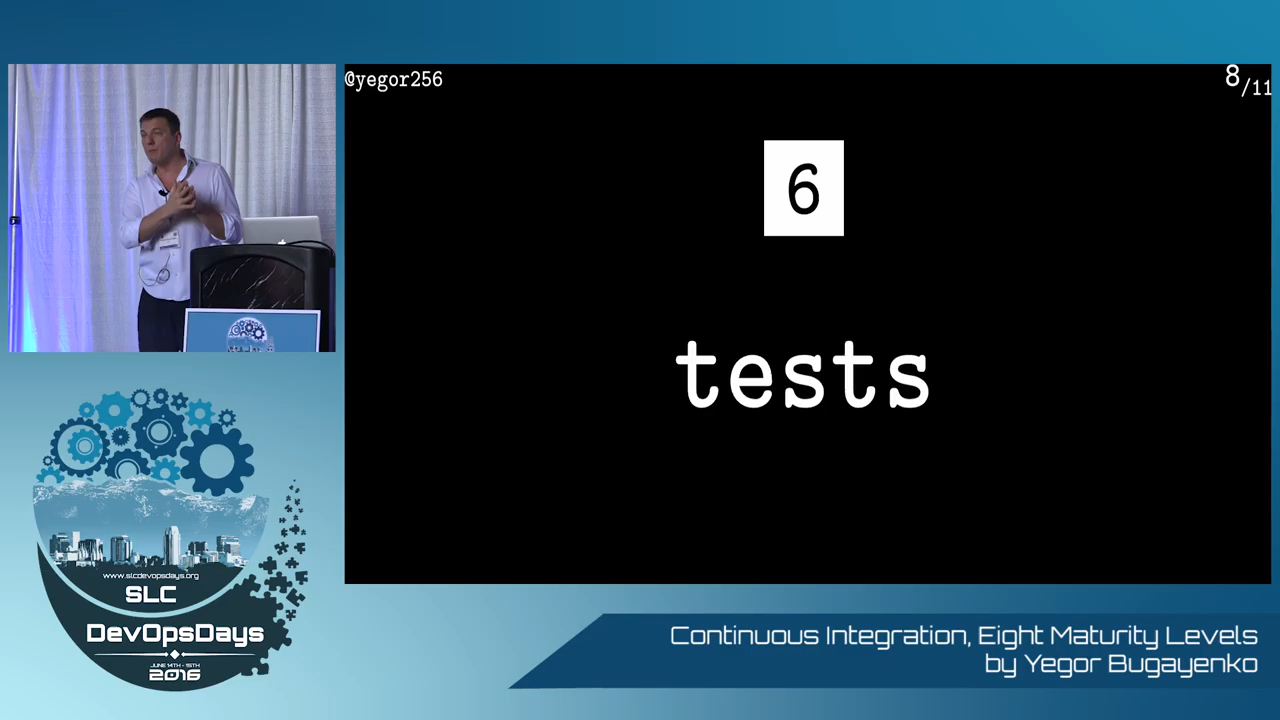 @yegor256
8/11
6
tests
www.slcdevopsdays.org
SLC
DevOpsDays
JUNE 14TH - 15TH
2016
Continuous Integration, Eight Maturity Levels
by Yegor Bugayenko